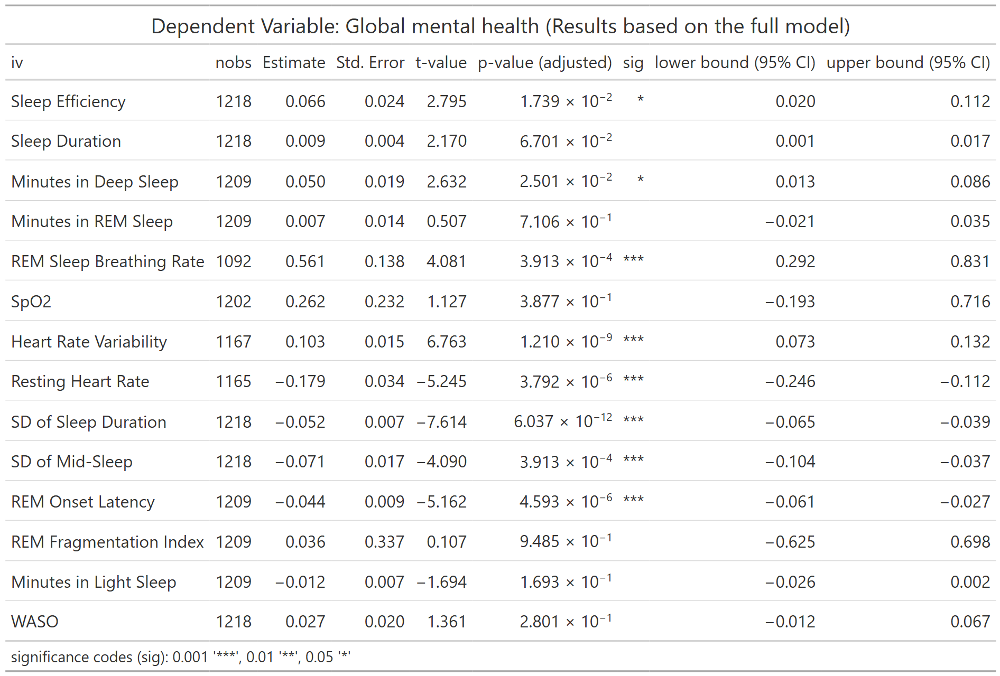 Dependent Variable: Global mental health (Results based on the full model)
iv nobs Estimate Std. Error t-value p-value (adjusted) sig lower bound (95% CI) upper bound (95% CI)
Sleep Efficiency 1218 0.066 0.024 2.795 1.739 × 10⁻² * 0.020 0.112
Sleep Duration 1218 0.009 0.004 2.170 6.701 × 10⁻² 0.001 0.017
Minutes in Deep Sleep 1209 0.050 0.019 2.632 2.501 × 10⁻² * 0.013 0.086
Minutes in REM Sleep 1209 0.007 0.014 0.507 7.106 × 10⁻¹ −0.021 0.035
REM Sleep Breathing Rate 1092 0.561 0.138 4.081 3.913 × 10⁻⁴ *** 0.292 0.831
SpO2 1202 0.262 0.232 1.127 3.877 × 10⁻¹ −0.193 0.716
Heart Rate Variability 1167 0.103 0.015 6.763 1.210 × 10⁻⁹ *** 0.073 0.132
Resting Heart Rate 1165 −0.179 0.034 −5.245 3.792 × 10⁻⁶ *** −0.246 −0.112
SD of Sleep Duration 1218 −0.052 0.007 −7.614 6.037 × 10⁻¹² *** −0.065 −0.039
SD of Mid-Sleep 1218 −0.071 0.017 −4.090 3.913 × 10⁻⁴ *** −0.104 −0.037
REM Onset Latency 1209 −0.044 0.009 −5.162 4.593 × 10⁻⁶ *** −0.061 −0.027
REM Fragmentation Index 1209 0.036 0.337 0.107 9.485 × 10⁻¹ −0.625 0.698
Minutes in Light Sleep 1209 −0.012 0.007 −1.694 1.693 × 10⁻¹ −0.026 0.002
WASO 1218 0.027 0.020 1.361 2.801 × 10⁻¹ −0.012 0.067
significance codes (sig): 0.001 '***', 0.01 '**', 0.05 '*'